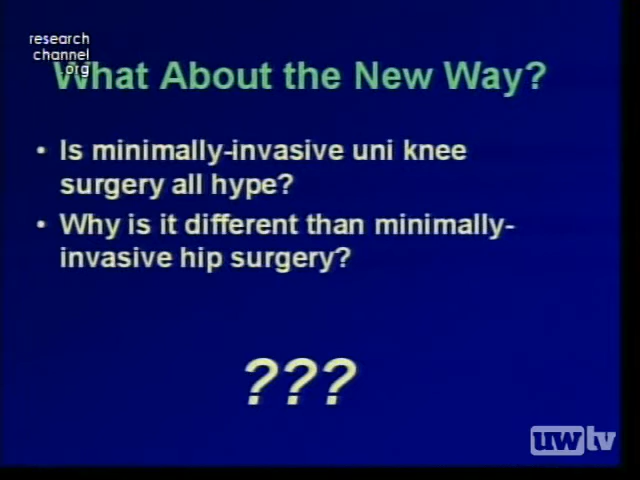 research
channel
.org
What About the New Way?
• Is minimally-invasive uni knee
surgery all hype?
• Why is it different than minimally-
invasive hip surgery?
???
uwtv